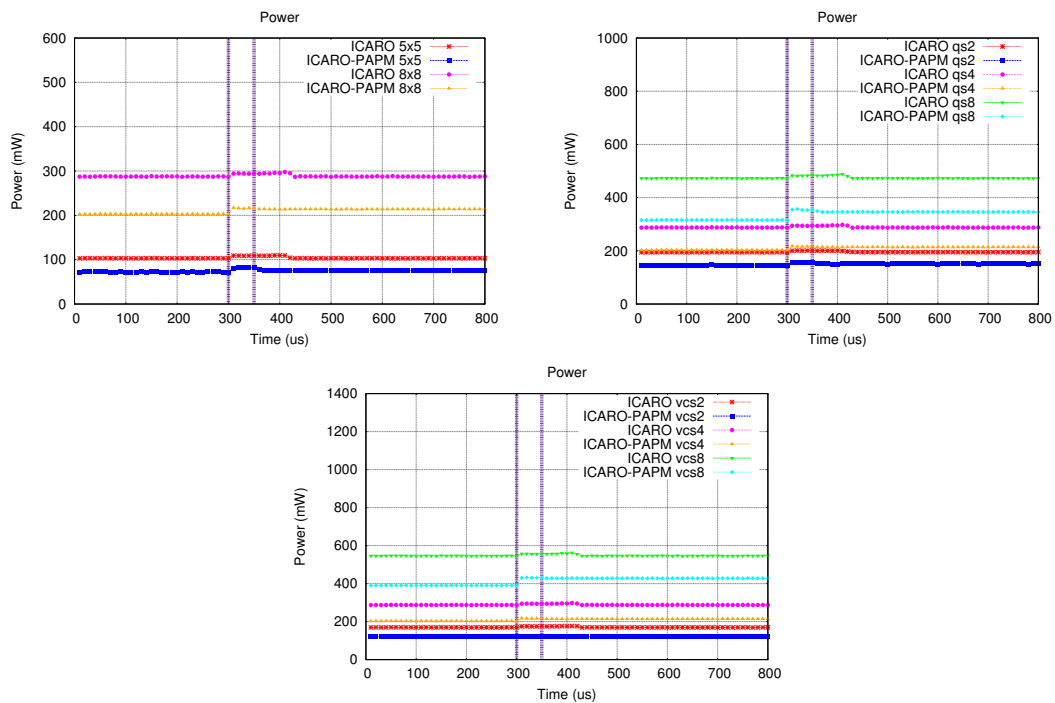 Power
600
500
400
300
200
100
0
Power (mW)
0 100 200 300 400 500 600 700 800
Time (us)
ICARO 5x5
ICARO-PAPM 5x5
ICARO 8x8
ICARO-PAPM 8x8
Power
1000
800
600
400
200
0
Power (mW)
0 100 200 300 400 500 600 700 800
Time (us)
ICARO qs2
ICARO-PAPM qs2
ICARO qs4
ICARO-PAPM qs4
ICARO qs8
ICARO-PAPM qs8
Power
1400
1200
1000
800
600
400
200
0
Power (mW)
0 100 200 300 400 500 600 700 800
Time (us)
ICARO vcs2
ICARO-PAPM vcs2
ICARO vcs4
ICARO-PAPM vcs4
ICARO vcs8
ICARO-PAPM vcs8